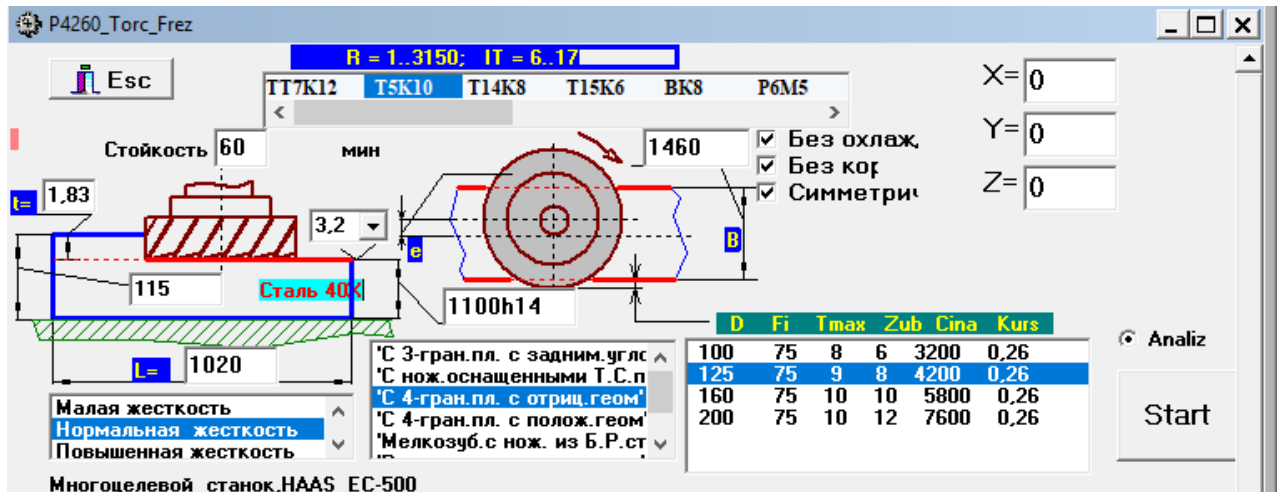 P4260_Torc_Frez
R = 1..3150; IT = 6..17
Esc
TT7K12 T5K10 T14K8 T15K6 BK8 P6M5
X= 0
Y= 0
Z= 0
Стойкость 60 мин
1460
Без охлаж,
Без кор
Симметрич
t= 1,83
3,2
e
B
115
Сталь 40Х
1100h14
L= 1020
D Fi Tmax Zub Cina Kurs
100 75 8 6 3200 0,26
125 75 9 8 4200 0,26
160 75 10 10 5800 0,26
200 75 10 12 7600 0,26
Analiz
Start
Малая жесткость
Нормальная жесткость
Повышенная жесткость
'С 3-гран.пл. с задним.углс
'С нож.оснащенными Т.С.п
'С 4-гран.пл. с отриц.геом'
'С 4-гран.пл. с полож.геом'
'Мелкозуб.с нож. из Б.Р.ст
Многоцелевой станок,HAAS EC-500